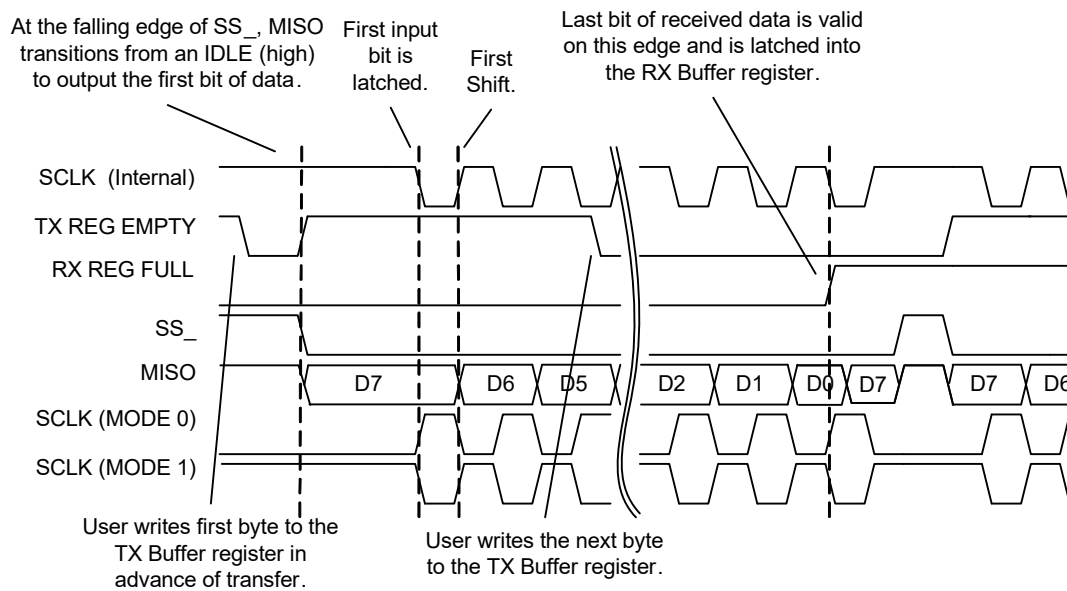 At the falling edge of SS_, MISO
transitions from an IDLE (high)
to output the first bit of data.
First input
bit is
latched.
First
Shift.
Last bit of received data is valid
on this edge and is latched into
the RX Buffer register.
SCLK (Internal)
TX REG EMPTY
RX REG FULL
SS_
MISO
D7 D6 D5 D2 D1 D0 D7 D7 D6
SCLK (MODE 0)
SCLK (MODE 1)
User writes first byte to the
TX Buffer register in
advance of transfer.
User writes the next byte
to the TX Buffer register.